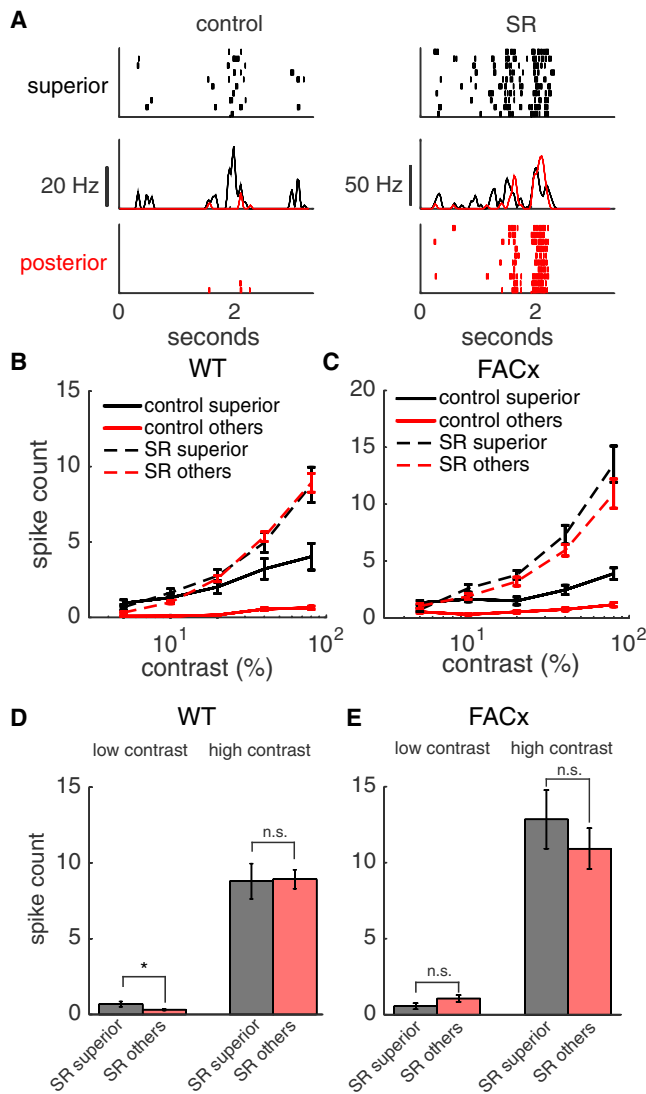 A
control
SR
superior
20 Hz
50 Hz
posterior
0
2
seconds
0
2
seconds
B
WT
15
10
5
0
spike count
control superior
control others
SR superior
SR others
10¹
10²
contrast (%)
C
FACx
20
15
10
5
0
control superior
control others
SR superior
SR others
10¹
10²
contrast (%)
D
WT
low contrast
high contrast
15
10
5
0
spike count
*
n.s.
SR superior
SR others
SR superior
SR others
E
FACx
low contrast
high contrast
15
10
5
0
n.s.
n.s.
SR superior
SR others
SR superior
SR others